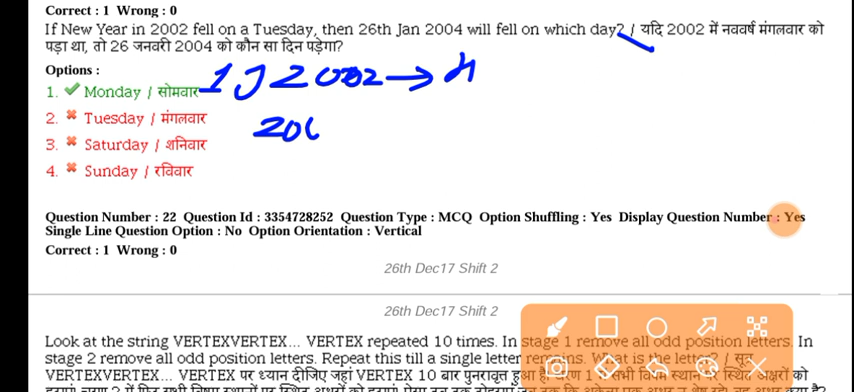 Correct : 1 Wrong : 0
If New Year in 2002 fell on a Tuesday, then 26th Jan 2004 will fell on which day? / यदि 2002 में नववर्ष मंगलवार को
पड़ा था, तो 26 जनवरी 2004 को कौन सा दिन पड़ेगा?
Options :
1. Monday / सोमवार
1 J 2002 → मं
2. Tuesday / मंगलवार
200
3. Saturday / शनिवार
4. Sunday / रविवार
Question Number : 22 Question Id : 3354728252 Question Type : MCQ Option Shuffling : Yes Display Question Number : Yes
Single Line Question Option : No Option Orientation : Vertical
Correct : 1 Wrong : 0
26th Dec17 Shift 2
26th Dec17 Shift 2
Look at the string VERTEXVERTEX... VERTEX repeated 10 times. In stage 1 remove all odd position letters. In
stage 2 remove all odd position letters. Repeat this till a single letter remains. What is the letter? /
VERTEXVERTEX... VERTEX पर ध्यान दीजिए जहां VERTEX 10 बार पुनरावृत हुआ है. चरण 1 सभी विषम स्थानों पर स्थित अक्षरों को